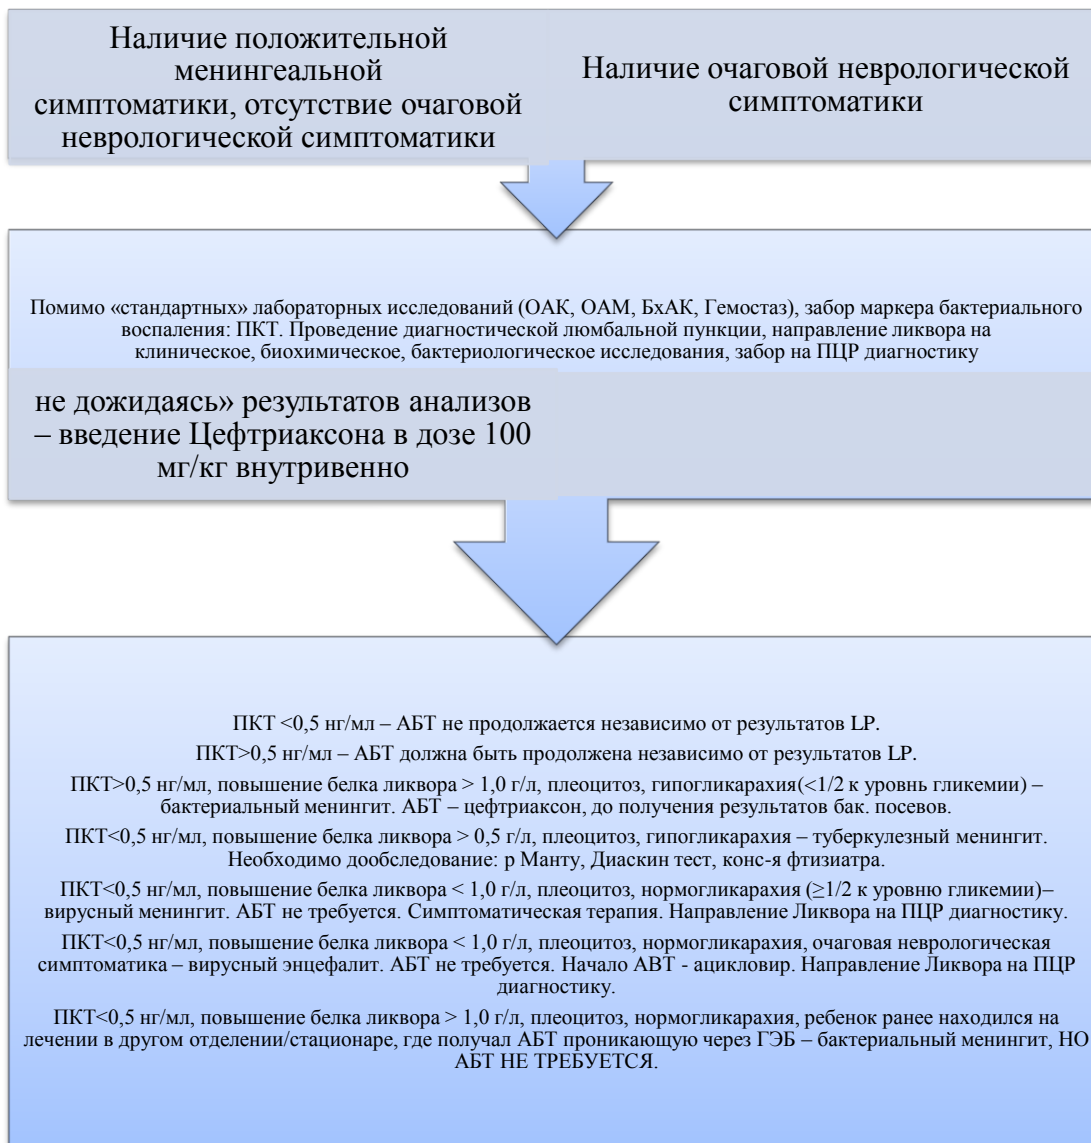 Наличие положительной
менингеальной
симптоматики, отсутствие очаговой
неврологической симптоматики
Наличие очаговой неврологической
симптоматики
Помимо «стандартных» лабораторных исследований (ОАК, ОАМ, БхАК, Гемостаз), забор маркера бактериального
воспаления: ПКТ. Проведение диагностической люмбальной пункции, направление ликвора на
клиническое, биохимическое, бактериологическое исследования, забор на ПЦР диагностику
не дожидаясь» результатов анализов
– введение Цефтриаксона в дозе 100
мг/кг внутривенно
ПКТ <0,5 нг/мл – АБТ не продолжается независимо от результатов LP.
ПКТ>0,5 нг/мл – АБТ должна быть продолжена независимо от результатов LP.
ПКТ>0,5 нг/мл, повышение белка ликвора > 1,0 г/л, плеоцитоз, гипогликарахия(<1/2 к уровнь гликемии) –
бактериальный менингит. АБТ – цефтриаксон, до получения результатов бак. посевов.
ПКТ<0,5 нг/мл, повышение белка ликвора > 0,5 г/л, плеоцитоз, гипогликарахия – туберкулезный менингит.
Необходимо дообследование: р Манту, Диаскин тест, конс-я фтизиатра.
ПКТ<0,5 нг/мл, повышение белка ликвора < 1,0 г/л, плеоцитоз, нормогликарахия (≥1/2 к уровню гликемии)–
вирусный менингит. АБТ не требуется. Симптоматическая терапия. Направление Ликвора на ПЦР диагностику.
ПКТ<0,5 нг/мл, повышение белка ликвора < 1,0 г/л, плеоцитоз, нормогликарахия, очаговая неврологическая
симптоматика – вирусный энцефалит. АБТ не требуется. Начало АВТ - ацикловир. Направление Ликвора на ПЦР
диагностику.
ПКТ<0,5 нг/мл, повышение белка ликвора > 1,0 г/л, плеоцитоз, нормогликарахия, ребенок ранее находился на
лечении в другом отделении/стационаре, где получал АБТ проникающую через ГЭБ – бактериальный менингит, НО
АБТ НЕ ТРЕБУЕТСЯ.